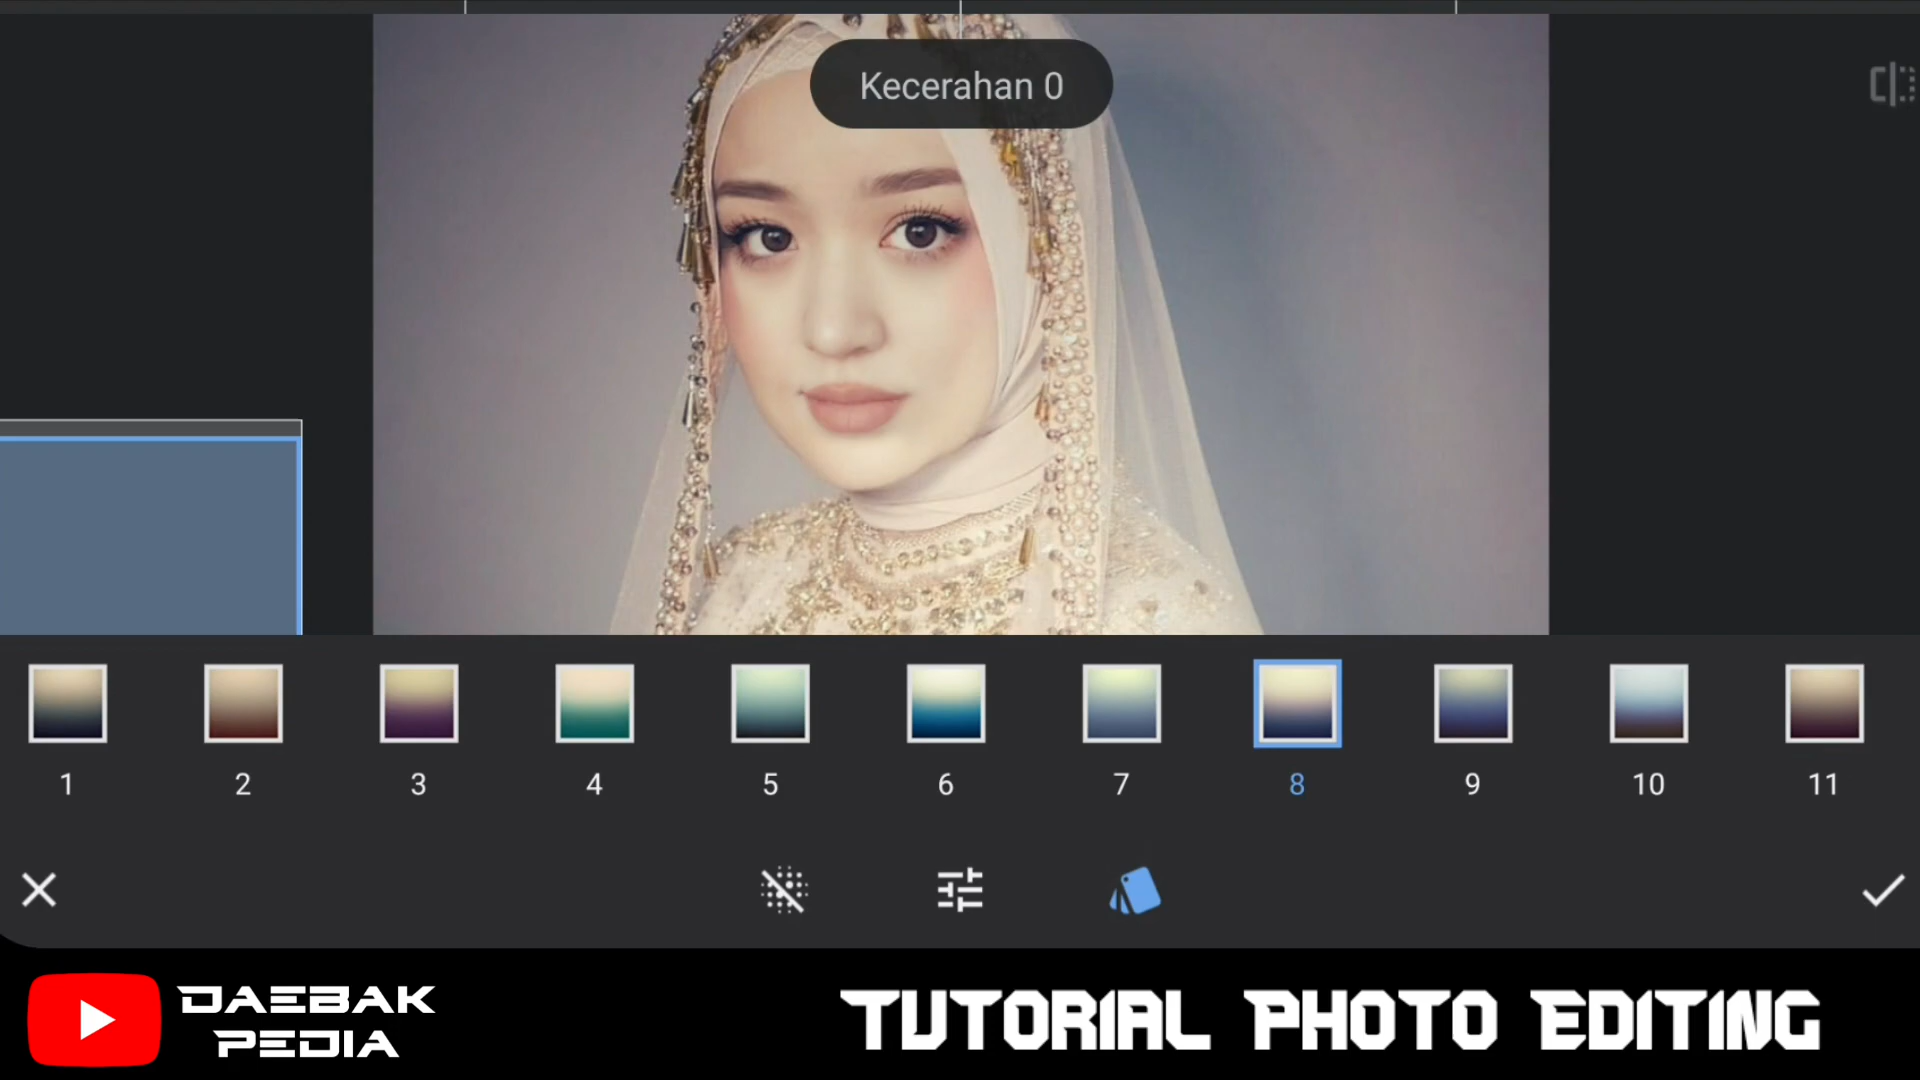 Kecerahan 0
1 2 3 4 5 6 7 8 9 10 11
DAEBAK
PEDIA
TUTORIAL PHOTO EDITING